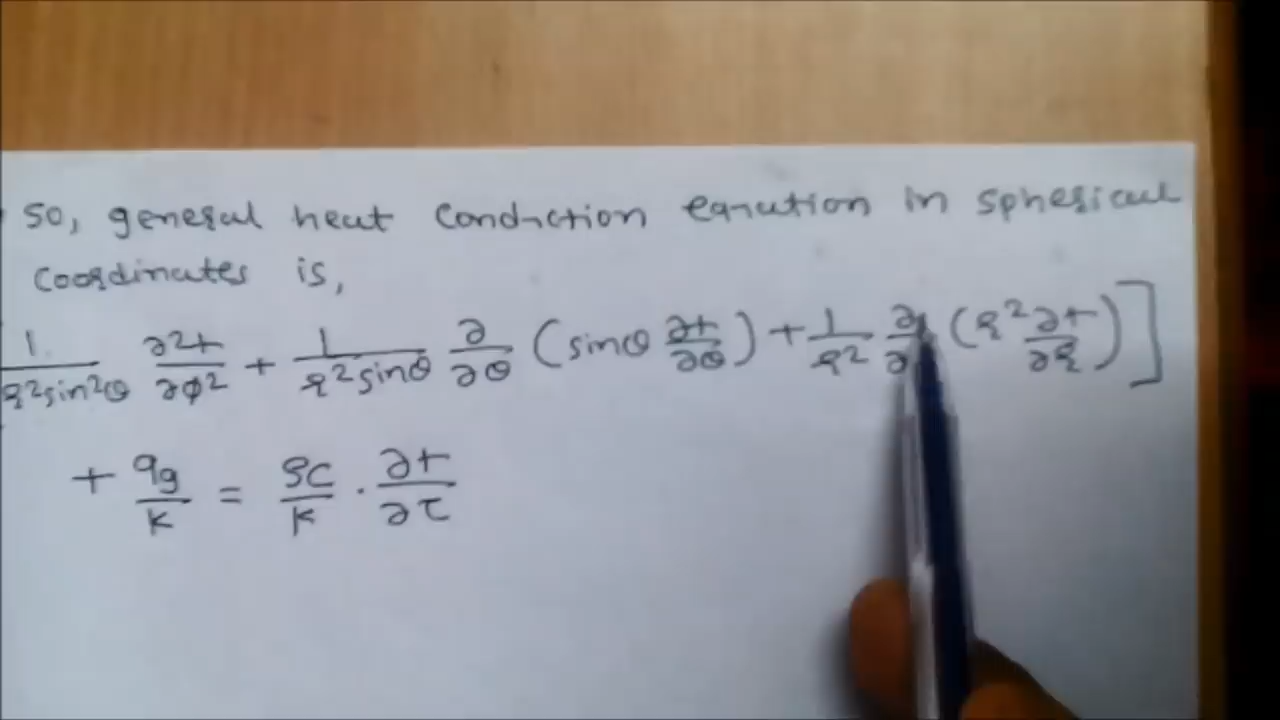 So, general heat conduction equation in spherical
coordinates is,
1/r²sin²θ ∂²t/∂φ² + 1/r²sinθ ∂/∂θ (sinθ ∂t/∂θ) + 1/r² ∂/∂ (r² ∂t/∂r)]
+ qg/k = ρc/k · ∂t/∂τ